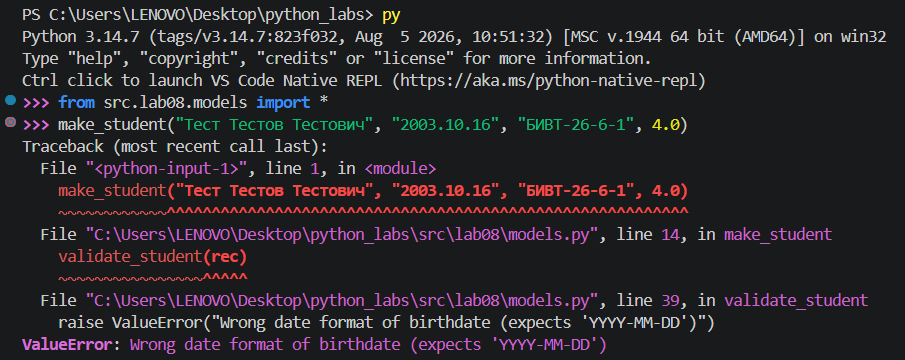 PS C:\Users\LENOVO\Desktop\python_labs> py
Python 3.14.7 (tags/v3.14.7:823f032, Aug  5 2026, 10:51:32) [MSC v.1944 64 bit (AMD64)] on win32
Type "help", "copyright", "credits" or "license" for more information.
Ctrl click to launch VS Code Native REPL (https://aka.ms/python-native-repl)
>>> from src.lab08.models import *
>>> make_student("Тест Тестов Тестович", "2003.10.16", "БИВТ-26-6-1", 4.0)
Traceback (most recent call last):
  File "<python-input-1>", line 1, in <module>
    make_student("Тест Тестов Тестович", "2003.10.16", "БИВТ-26-6-1", 4.0)
    ~~~~~~~~~~~~^^^^^^^^^^^^^^^^^^^^^^^^^^^^^^^^^^^^^^^^^^^^^^^^^^^^^^^^^^
  File "C:\Users\LENOVO\Desktop\python_labs\src\lab08\models.py", line 14, in make_student
    validate_student(rec)
    ~~~~~~~~~~~~~~~~^^^^^
  File "C:\Users\LENOVO\Desktop\python_labs\src\lab08\models.py", line 39, in validate_student
    raise ValueError("Wrong date format of birthdate (expects 'YYYY-MM-DD')")
ValueError: Wrong date format of birthdate (expects 'YYYY-MM-DD')